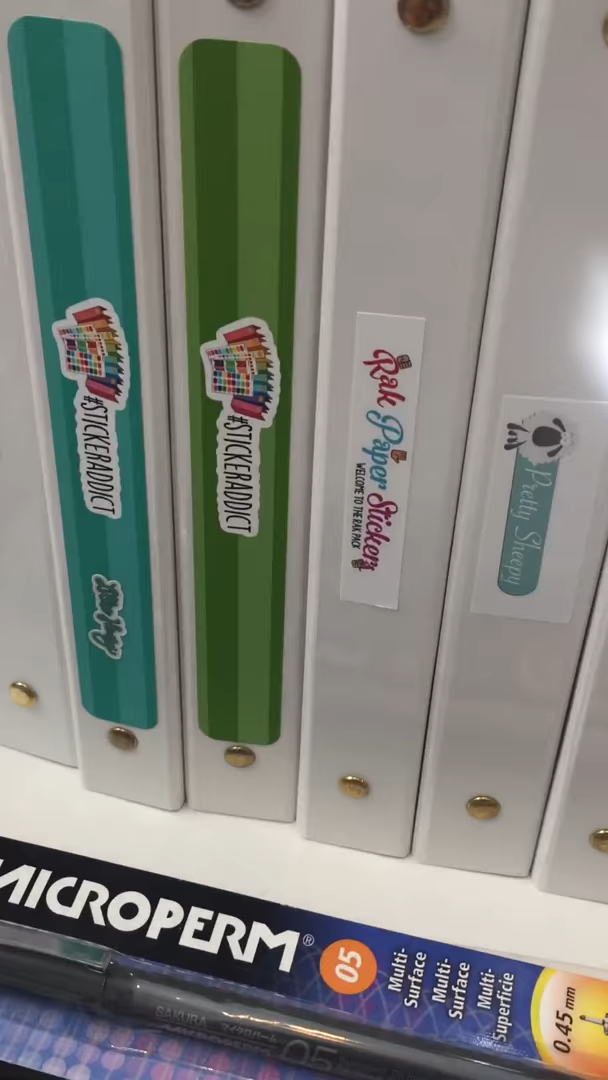 #STICKERADDICT
#STICKERADDICT
Rak Paper Stickers
WELCOME TO THE RAK PACK
Pretty Sheepy
MICROPERM®
05
Multi-
Surface
Multi-
Surface
Multi-
Superficie
0.45 mm
SAKURA
05